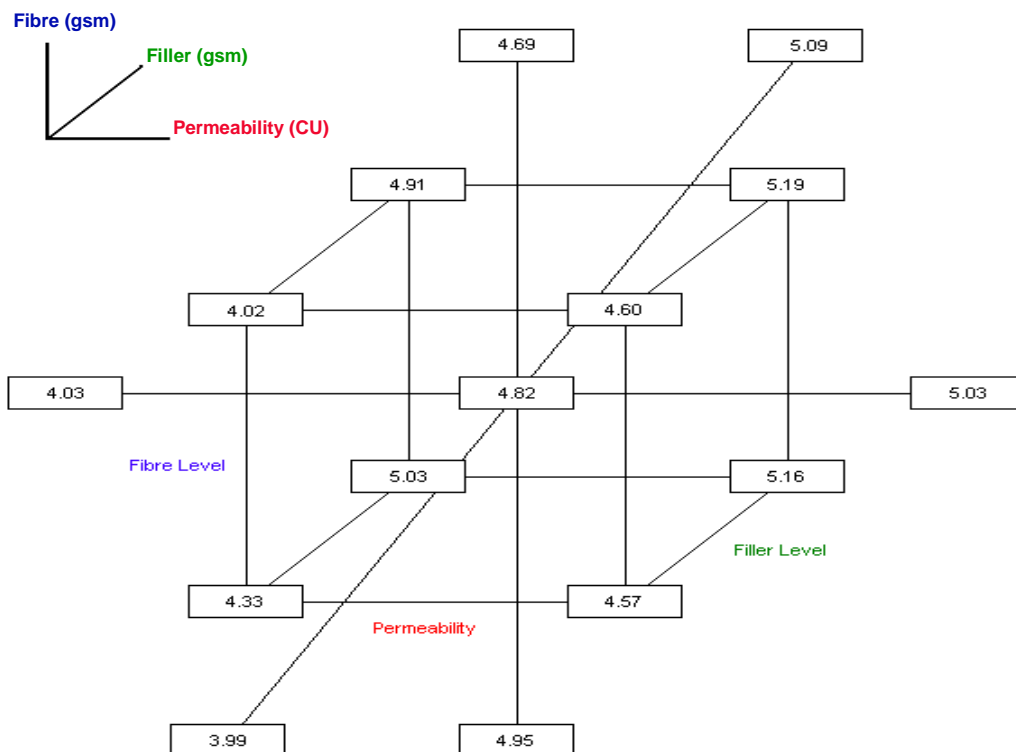 Fibre (gsm)
4.69
5.09
Filler (gsm)
Permeability (CU)
4.91
5.19
4.02
4.60
4.03
4.82
5.03
Fibre Level
5.03
5.16
Filler Level
4.33
4.57
Permeability
3.99
4.95